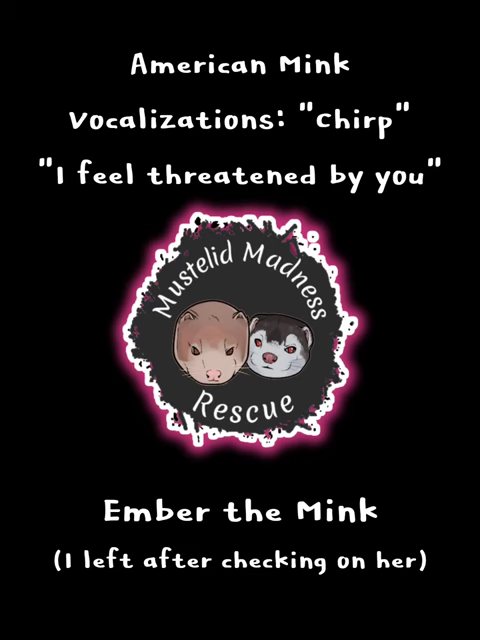 American Mink
Vocalizations: "Chirp"
"I feel threatened by you"
Mustelid Madness
Rescue
Ember the Mink
(I left after checking on her)